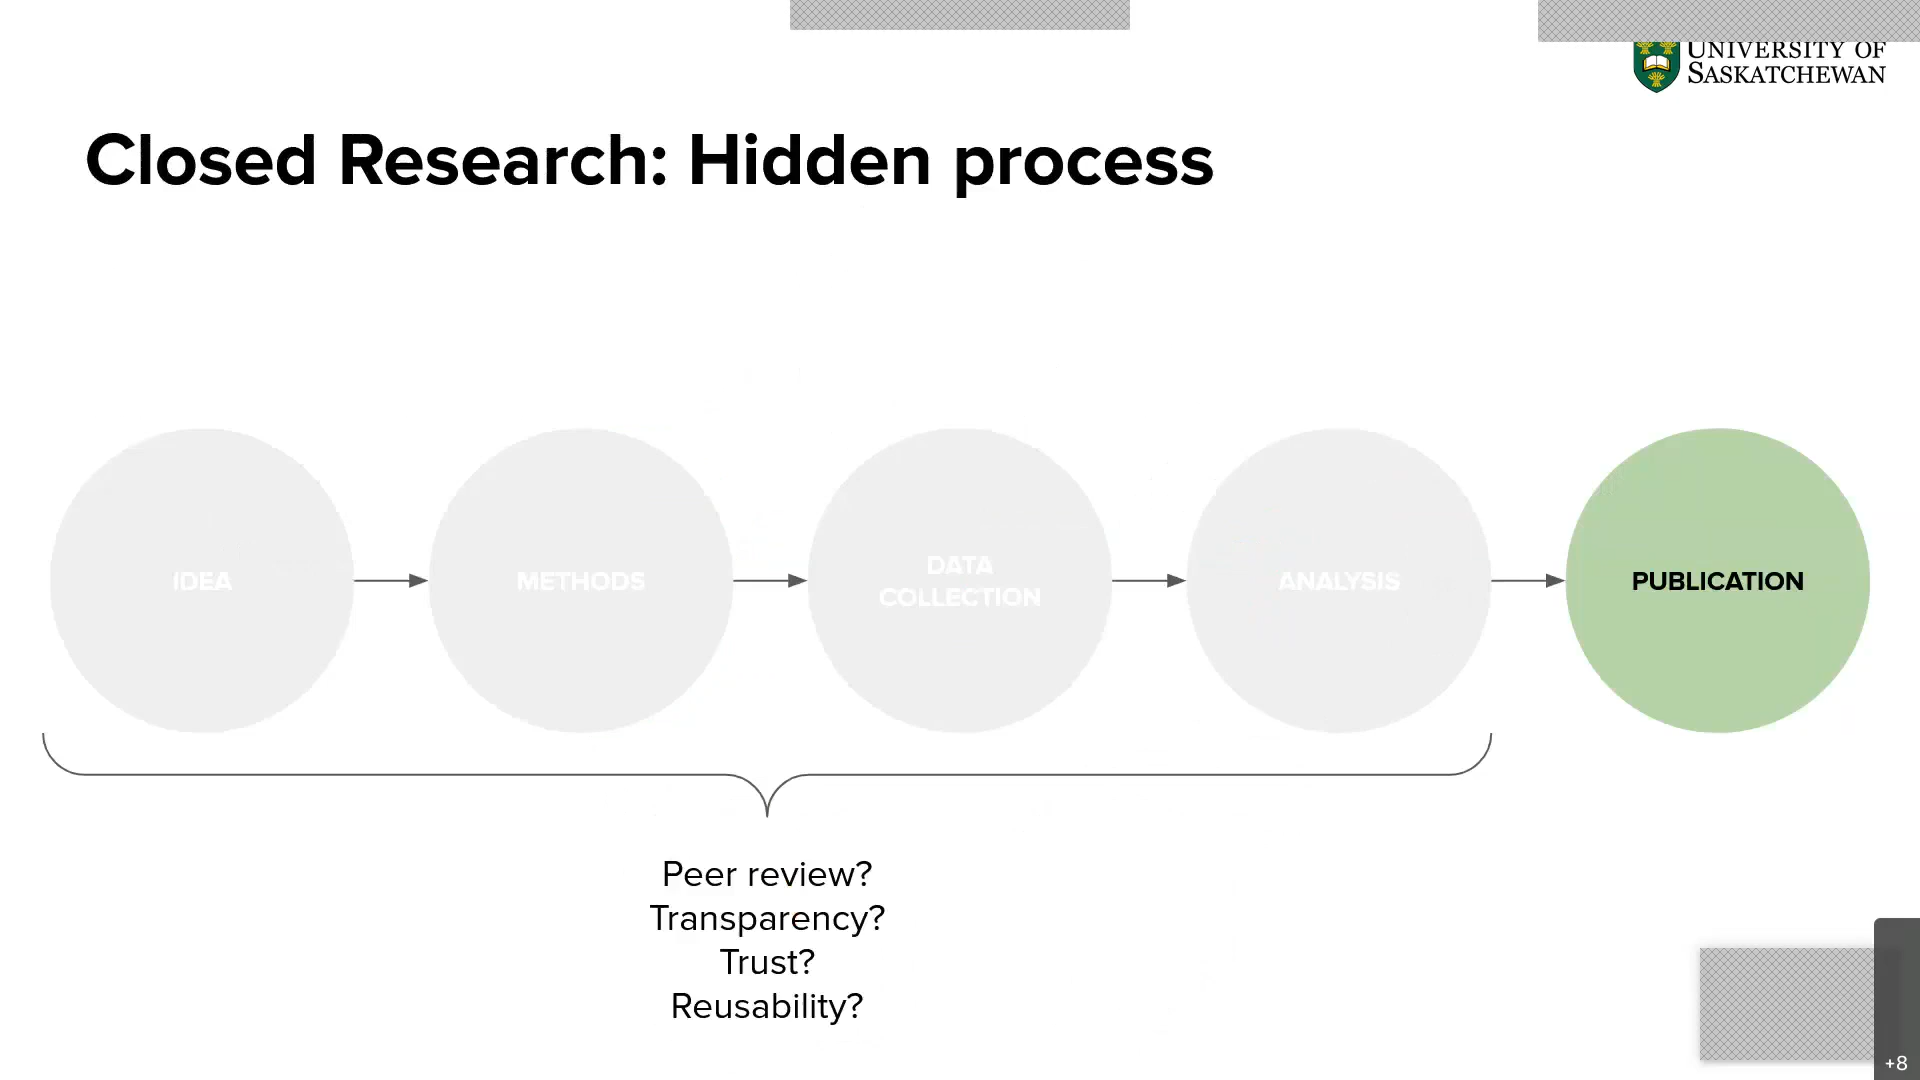 UNIVERSITY OF
SASKATCHEWAN
Closed Research: Hidden process
IDEA
METHODS
DATA
COLLECTION
ANALYSIS
PUBLICATION
Peer review?
Transparency?
Trust?
Reusability?
+8